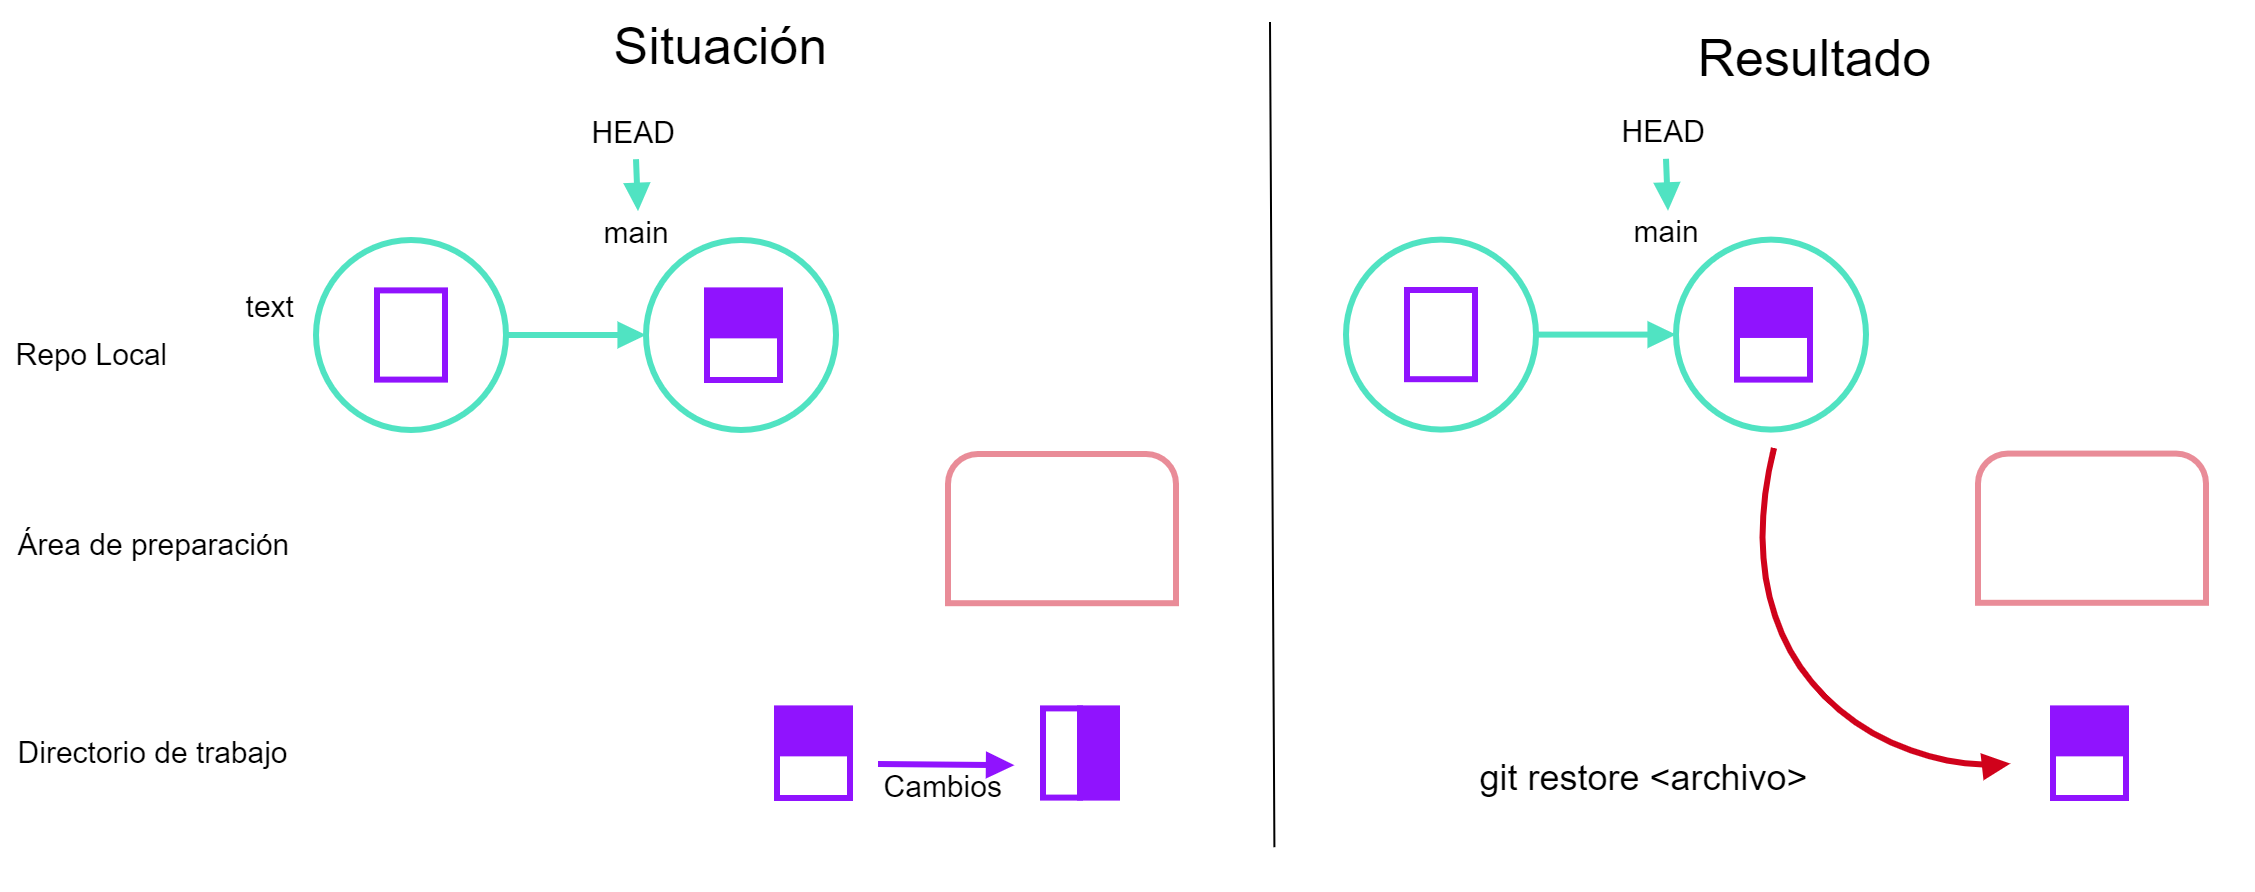 Situación
HEAD
main
text
Repo Local
Área de preparación
Directorio de trabajo
Cambios
Resultado
HEAD
main
git restore <archivo>